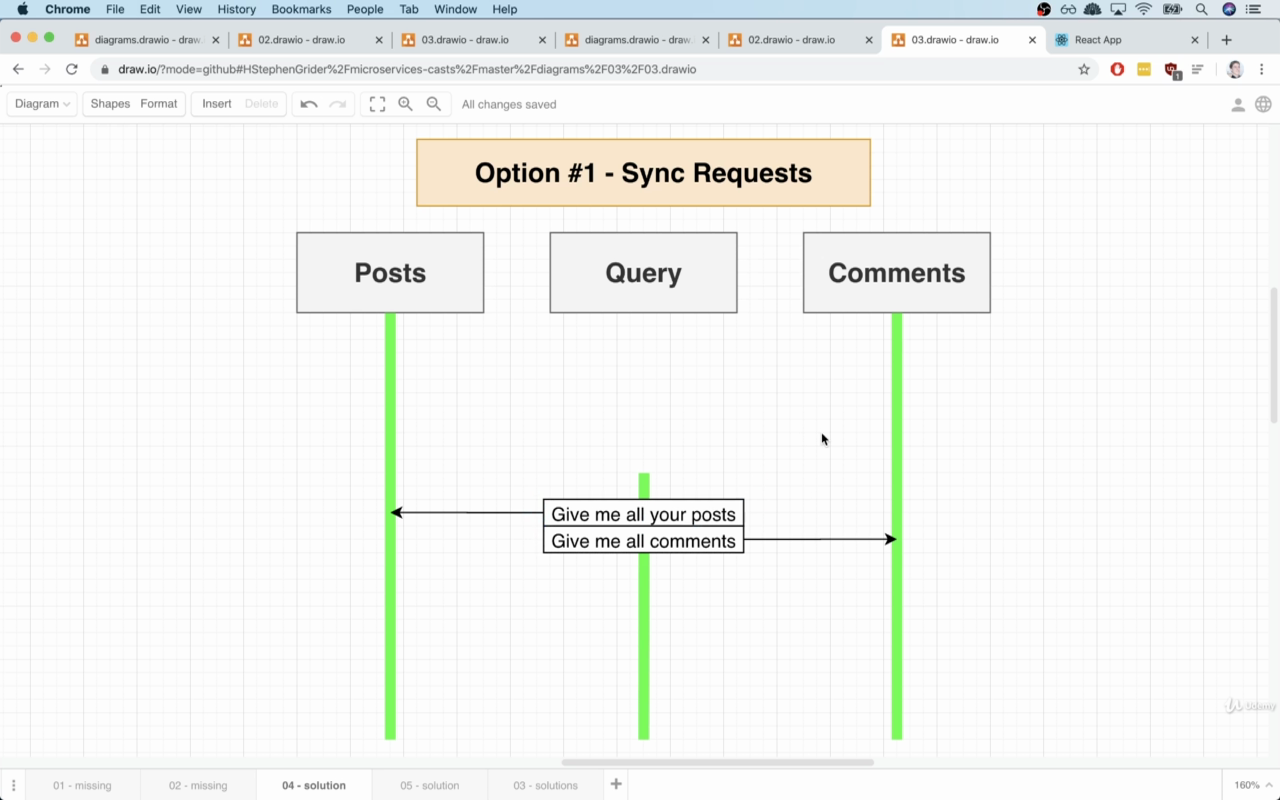 Chrome File Edit View History Bookmarks People Tab Window Help
diagrams.drawio - draw. 02.drawio - draw.io 03.drawio - draw.io diagrams.drawio - draw. 02.drawio - draw.io 03.drawio - draw.io React App
draw.io/?mode=github#HStephenGrider%2Fmicroservices-casts%2Fmaster%2Fdiagrams%2F03%2F03.drawio
1
Diagram Shapes Format Insert Delete All changes saved
Option #1 - Sync Requests
Posts Query Comments
Give me all your posts
Give me all comments
Udemy
01 - missing 02 - missing 04 - solution 05 - solution 03 - solutions 160%